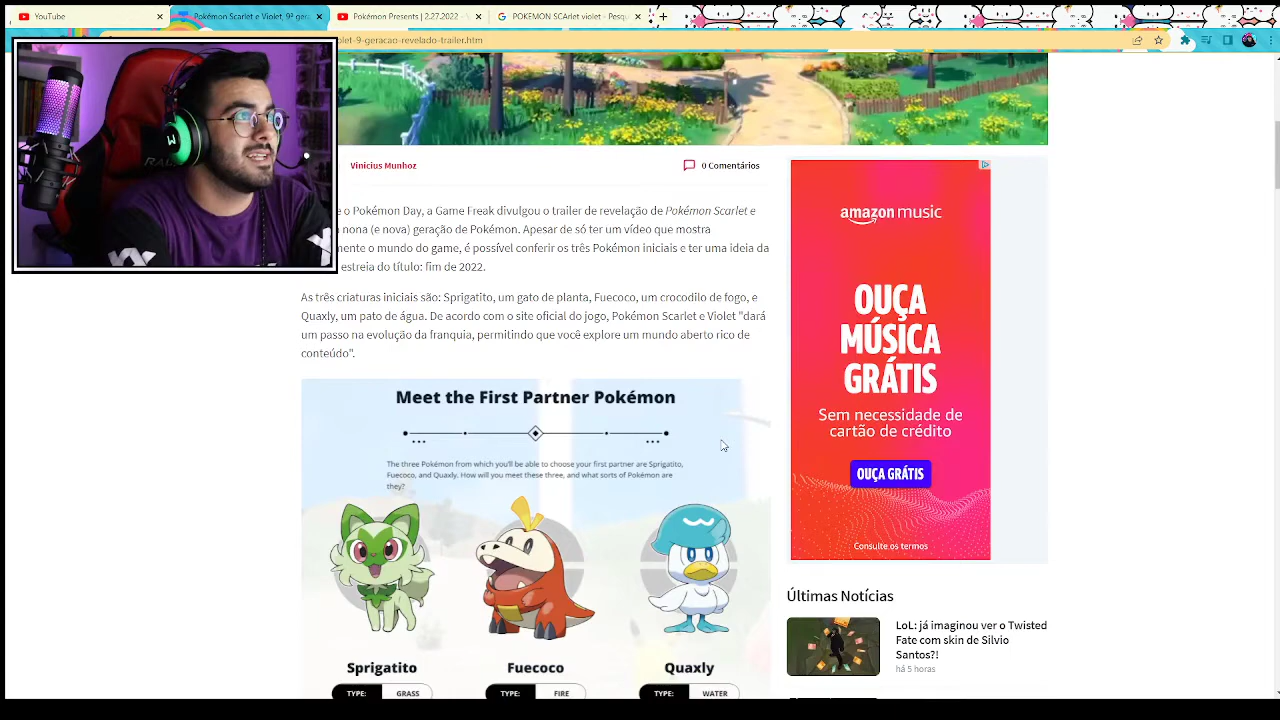 YouTube
Pokémon Scarlet e Violet, 9ª gera
Pokémon Presents | 2.27.2022 -
POKEMON SCArlet violet - Pesqu
olet-9-geracao-revelado-trailer.htm
Vinícius Munhoz
0 Comentários
e o Pokémon Day, a Game Freak divulgou o trailer de revelação de Pokémon Scarlet e
a nona (e nova) geração de Pokémon. Apesar de só ter um vídeo que mostra
mente o mundo do game, é possível conferir os três Pokémon iniciais e ter uma ideia da
estreia do título: fim de 2022.
As três criaturas iniciais são: Sprigatito, um gato de planta, Fuecoco, um crocodilo de fogo, e
Quaxly, um pato de água. De acordo com o site oficial do jogo, Pokémon Scarlet e Violet "dará
um passo na evolução da franquia, permitindo que você explore um mundo aberto rico de
conteúdo".
Meet the First Partner Pokémon
The three Pokémon from which you'll be able to choose your first partner are Sprigatito,
Fuecoco, and Quaxly. How will you meet these three, and what sorts of Pokémon are
they?
Sprigatito
Fuecoco
Quaxly
TYPE: GRASS
TYPE: FIRE
TYPE: WATER
amazon music
OUÇA
MÚSICA
GRÁTIS
Sem necessidade de
cartão de crédito
OUÇA GRÁTIS
Consulte os termos
Últimas Notícias
LoL: já imaginou ver o Twisted
Fate com skin de Silvio
Santos?!
há 5 horas